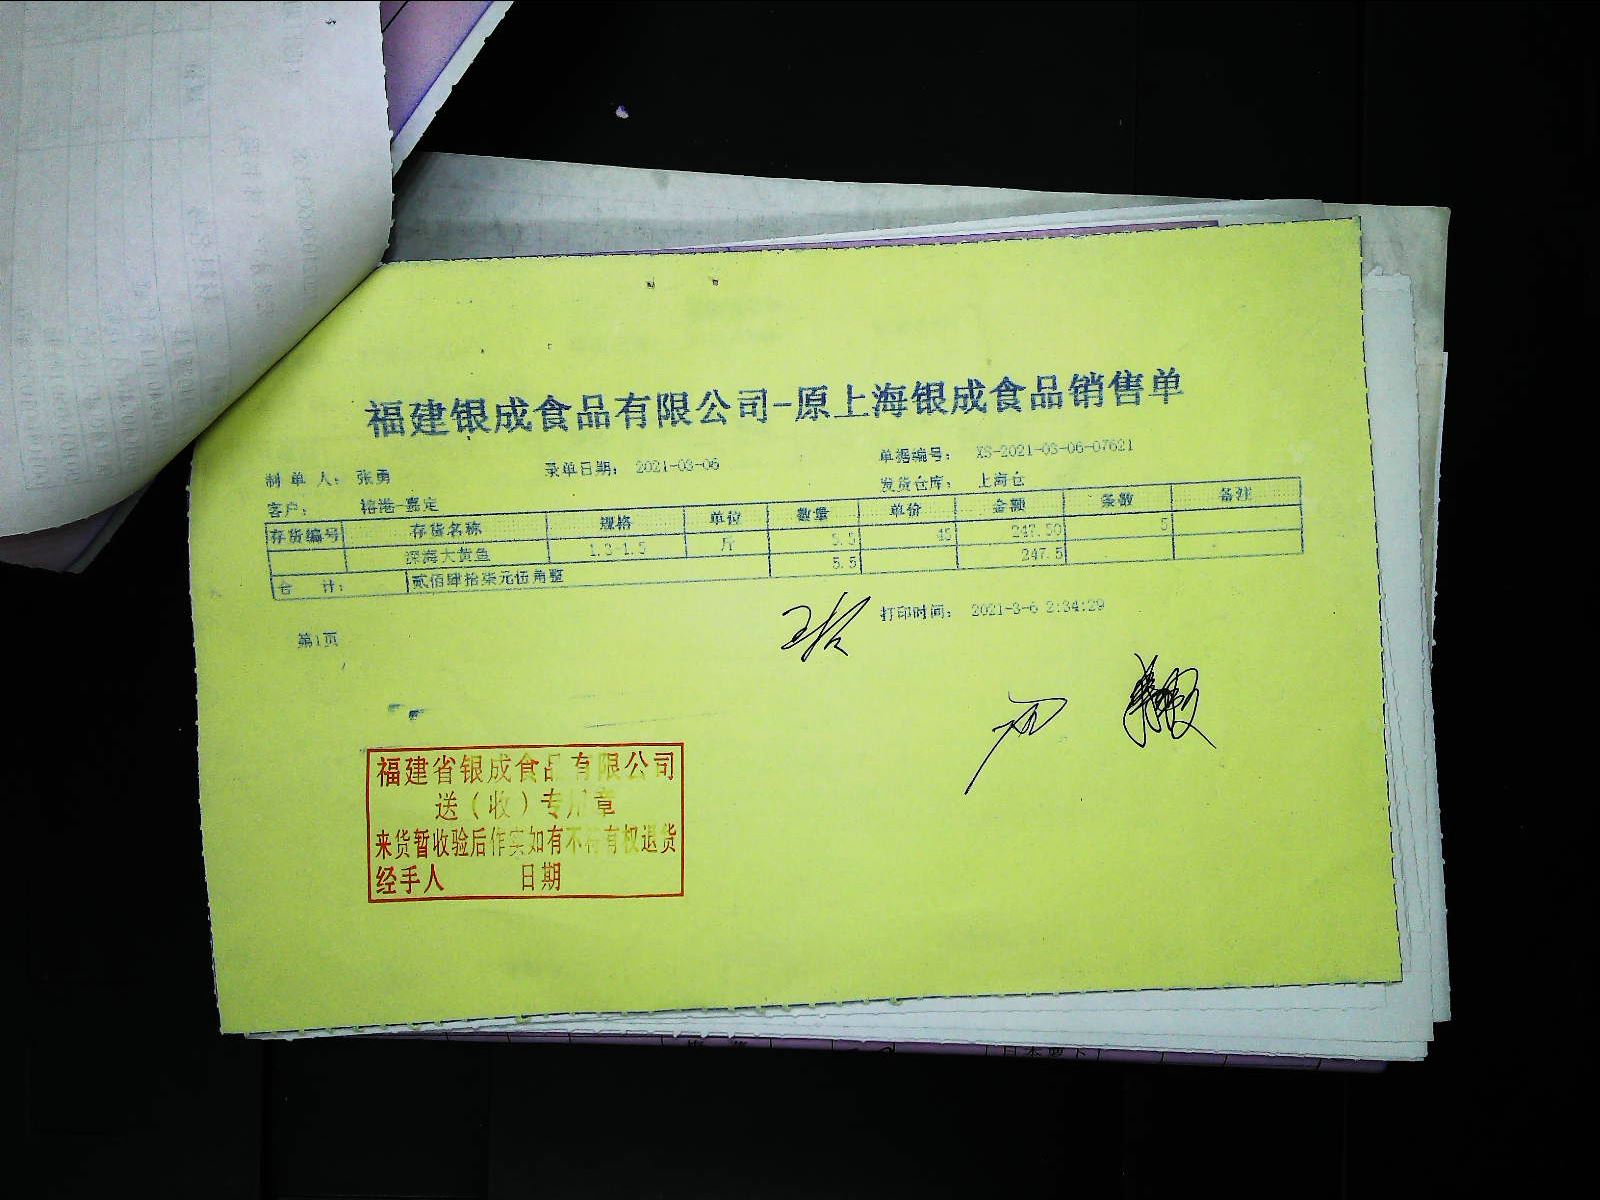 福建银成食品有限公司-原上海银成食品销售单
制 单 人： 张勇 录单日期： 2021-03-06 单据编号： XS-2021-03-06-07621
客户： 榕港-嘉定 发货仓库： 上海仓
存货编号 存货名称 规格 单位 数量 单价 金额 条数 备注
深海大黄鱼 1.3-1.5 斤 5.5 45 247.50 5
合 计： 贰佰肆拾柒元伍角整 5.5 247.5
第1页 打印时间： 2021-3-6 2:34:29
福建省银成食品有限公司
送（收）专用章
来货暂收验后作实如有不符有权退货
经手人 日期